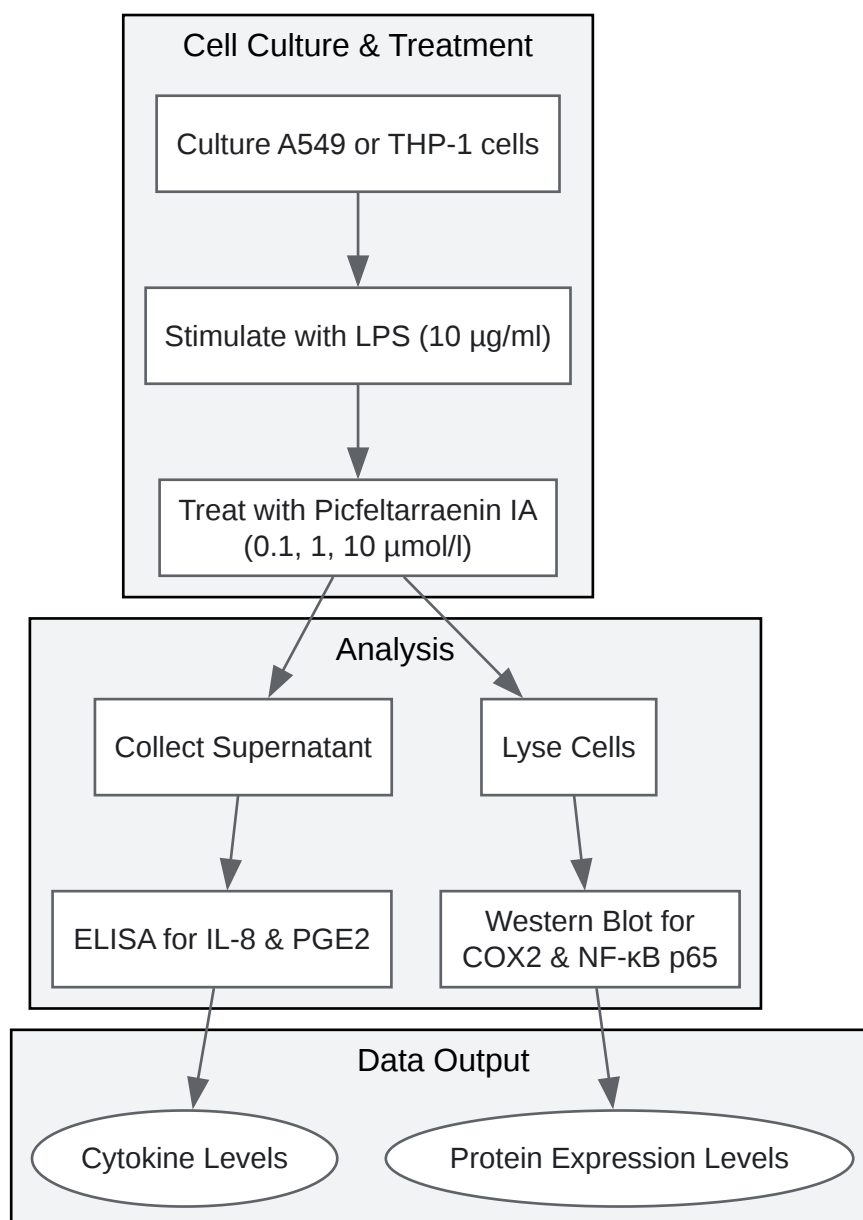 Cell Culture & Treatment
Culture A549 or THP-1 cells
Stimulate with LPS (10 µg/ml)
Treat with Picfeltarraenin IA
(0.1, 1, 10 µmol/l)
Analysis
Collect Supernatant
Lyse Cells
ELISA for IL-8 & PGE2
Western Blot for
COX2 & NF-κB p65
Data Output
Cytokine Levels
Protein Expression Levels